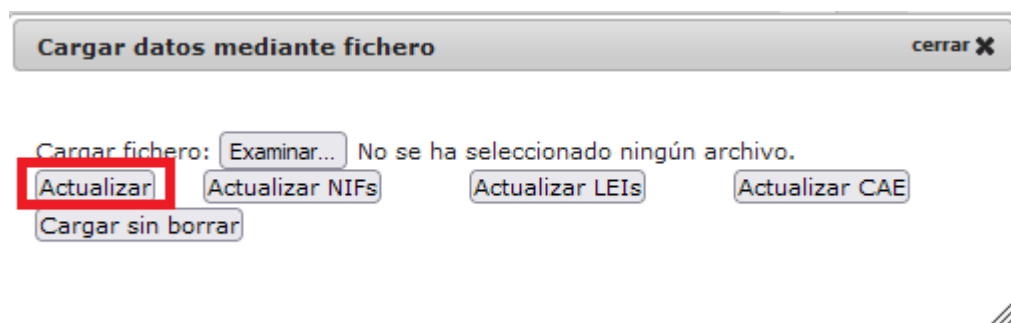 Cargar datos mediante fichero cerrar ✖
Cargar fichero: Examinar... No se ha seleccionado ningún archivo.
Actualizar Actualizar NIFs Actualizar LEIs Actualizar CAE
Cargar sin borrar